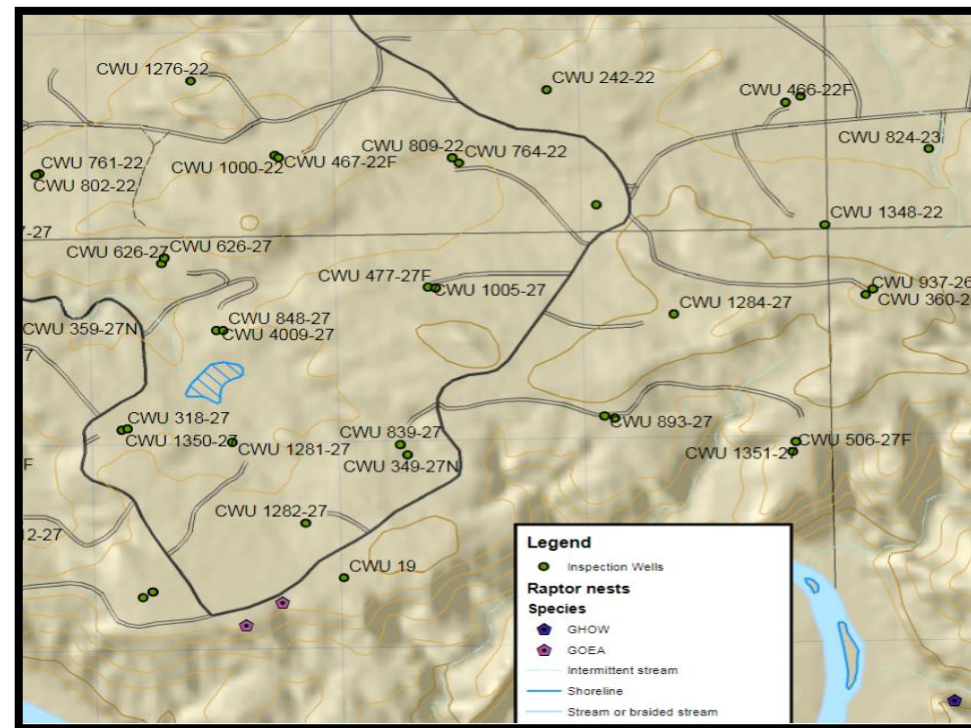 CWU 1276-22
CWU 242-22
CWU 466-22F
CWU 824-23
CWU 809-22
CWU 764-22
CWU 761-22
CWU 1000-22
CWU 467-22F
CWU 802-22
CWU 1348-22
7-27
CWU 626-27
CWU 626-27
CWU 477-27F
CWU 1005-27
CWU 937-26
CWU 360-2
CWU 1284-27
CWU 848-27
CWU 359-27N
CWU 4009-27
7
CWU 318-27
CWU 1350-27
CWU 1281-27
CWU 839-27
CWU 349-27N
CWU 893-27
CWU 506-27F
CWU 1351-27
F
CWU 1282-27
12-27
CWU 19
Legend
Inspection Wells
Raptor nests
Species
GHOW
GOEA
Intermittent stream
Shoreline
Stream or braided stream